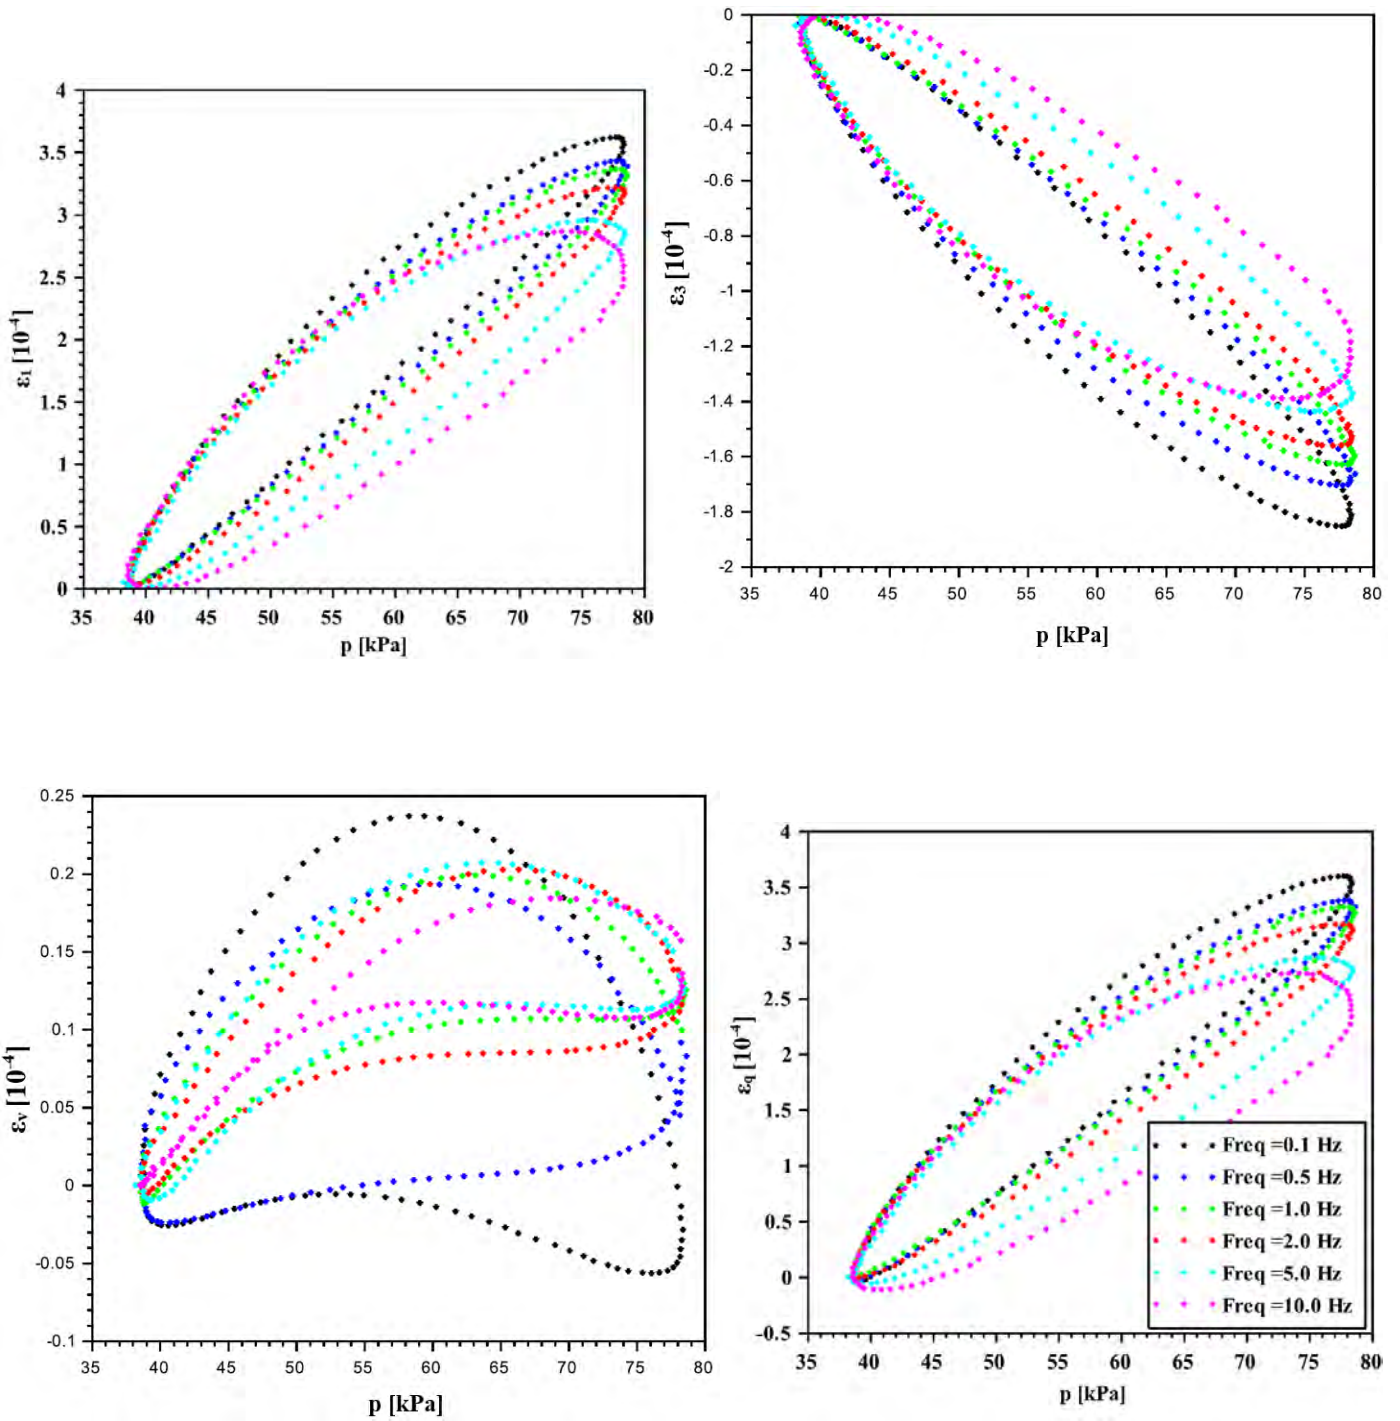 4
3.5
3
2.5
2
1.5
1
0.5
0
35 40 45 50 55 60 65 70 75 80
p [kPa]
ε1 [10-4]
0
-0.2
-0.4
-0.6
-0.8
-1
-1.2
-1.4
-1.6
-1.8
-2
35 40 45 50 55 60 65 70 75 80
p [kPa]
ε3 [10-4]
0.25
0.2
0.15
0.1
0.05
0
-0.05
-0.1
35 40 45 50 55 60 65 70 75 80
p [kPa]
εv [10-4]
4
3.5
3
2.5
2
1.5
1
0.5
0
-0.5
35 40 45 50 55 60 65 70 75 80
p [kPa]
εq [10-4]
Freq =0.1 Hz
Freq =0.5 Hz
Freq =1.0 Hz
Freq =2.0 Hz
Freq =5.0 Hz
Freq =10.0 Hz